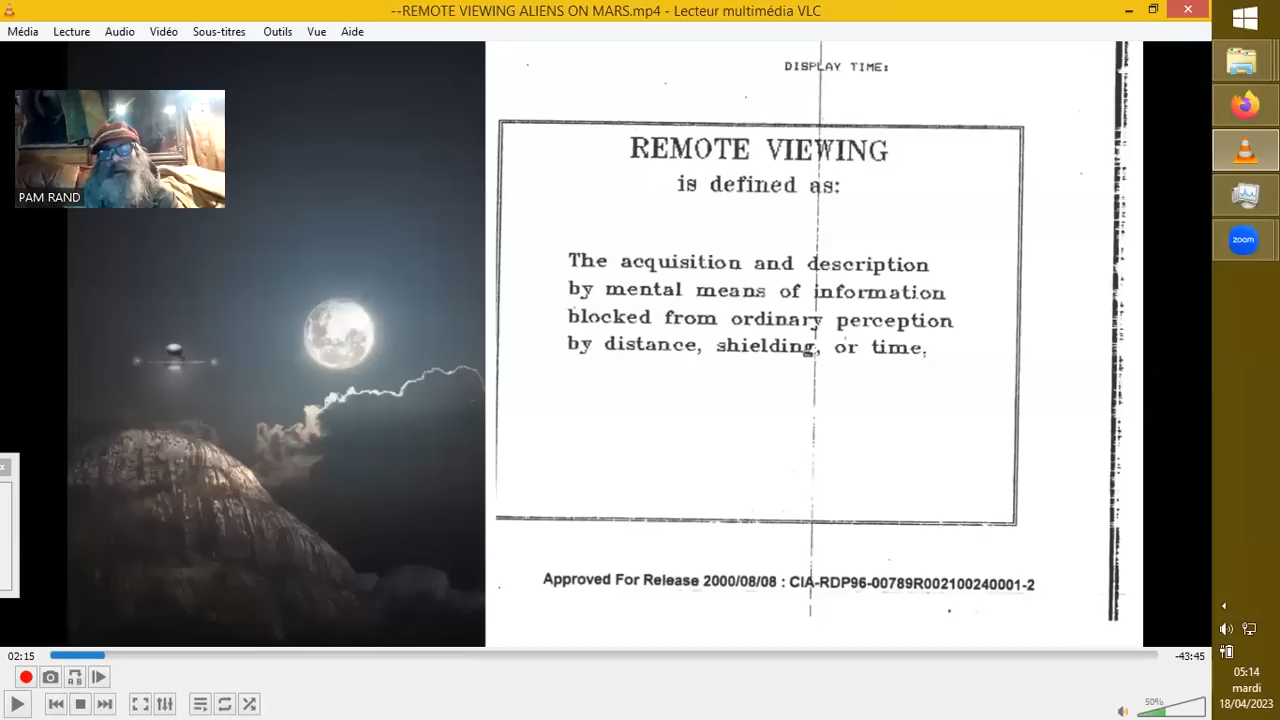 --REMOTE VIEWING ALIENS ON MARS.mp4 - Lecteur multimédia VLC
Média Lecture Audio Vidéo Sous-titres Outils Vue Aide
DISPLAY TIME:
REMOTE VIEWING
is defined as:
The acquisition and description
by mental means of information
blocked from ordinary perception
by distance, shielding, or time.
PAM RAND
Approved For Release 2000/08/08 : CIA-RDP96-00789R002100240001-2
zoom
02:15
-43:45
A B
50%
05:14
mardi
18/04/2023